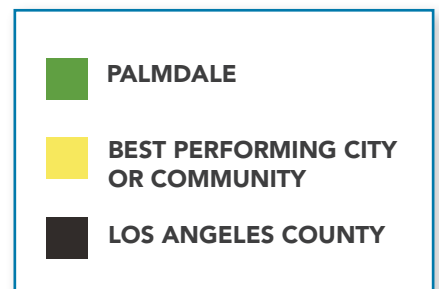 PALMDALE
BEST PERFORMING CITY
OR COMMUNITY
LOS ANGELES COUNTY